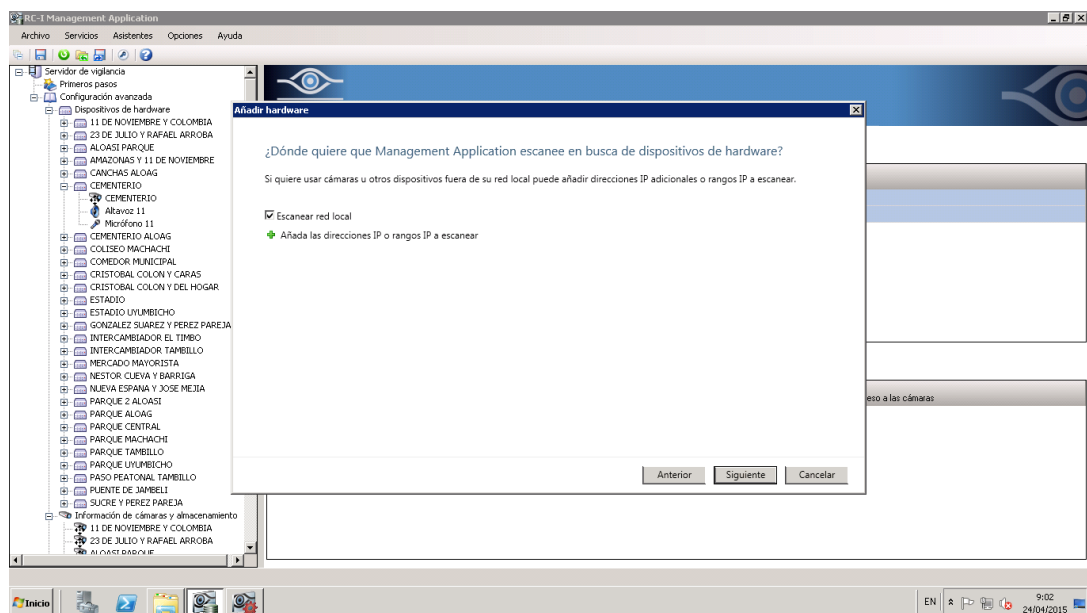 RC-I Management Application
Archivo Servicios Asistentes Opciones Ayuda
Servidor de vigilancia
Primeros pasos
Configuración avanzada
Dispositivos de hardware
11 DE NOVIEMBRE Y COLOMBIA
23 DE JULIO Y RAFAEL ARROBA
ALOASI PARQUE
AMAZONAS Y 11 DE NOVIEMBRE
CANCHAS ALOAG
CEMENTERIO
CEMENTERIO
Altavoz 11
Micrófono 11
CEMENTERIO ALOAG
COLISEO MACHACHI
COMEDOR MUNICIPAL
CRISTOBAL COLON Y CARAS
CRISTOBAL COLON Y DEL HOGAR
ESTADIO
ESTADIO UYUMBICHO
GONZALEZ SUAREZ Y PEREZ PAREJA
INTERCAMBIADOR EL TIMBO
INTERCAMBIADOR TAMBILLO
MERCADO MAYORISTA
NESTOR CUEVA Y BARRIGA
NUEVA ESPANA Y JOSE MEJIA
PARQUE 2 ALOASI
PARQUE ALOAG
PARQUE CENTRAL
PARQUE MACHACHI
PARQUE TAMBILLO
PARQUE UYUMBICHO
PASO PEATONAL TAMBILLO
PUENTE DE JAMBELI
SUCRE Y PEREZ PAREJA
Información de cámaras y almacenamiento
11 DE NOVIEMBRE Y COLOMBIA
23 DE JULIO Y RAFAEL ARROBA
ALOASI PARQUE
Añadir hardware
¿Dónde quiere que Management Application escanee en busca de dispositivos de hardware?
Si quiere usar cámaras u otros dispositivos fuera de su red local puede añadir direcciones IP adicionales o rangos IP a escanear.
Escanear red local
Añada las direcciones IP o rangos IP a escanear
Anterior Siguiente Cancelar
eso a las cámaras
Inicio
EN
9:02
24/04/2015